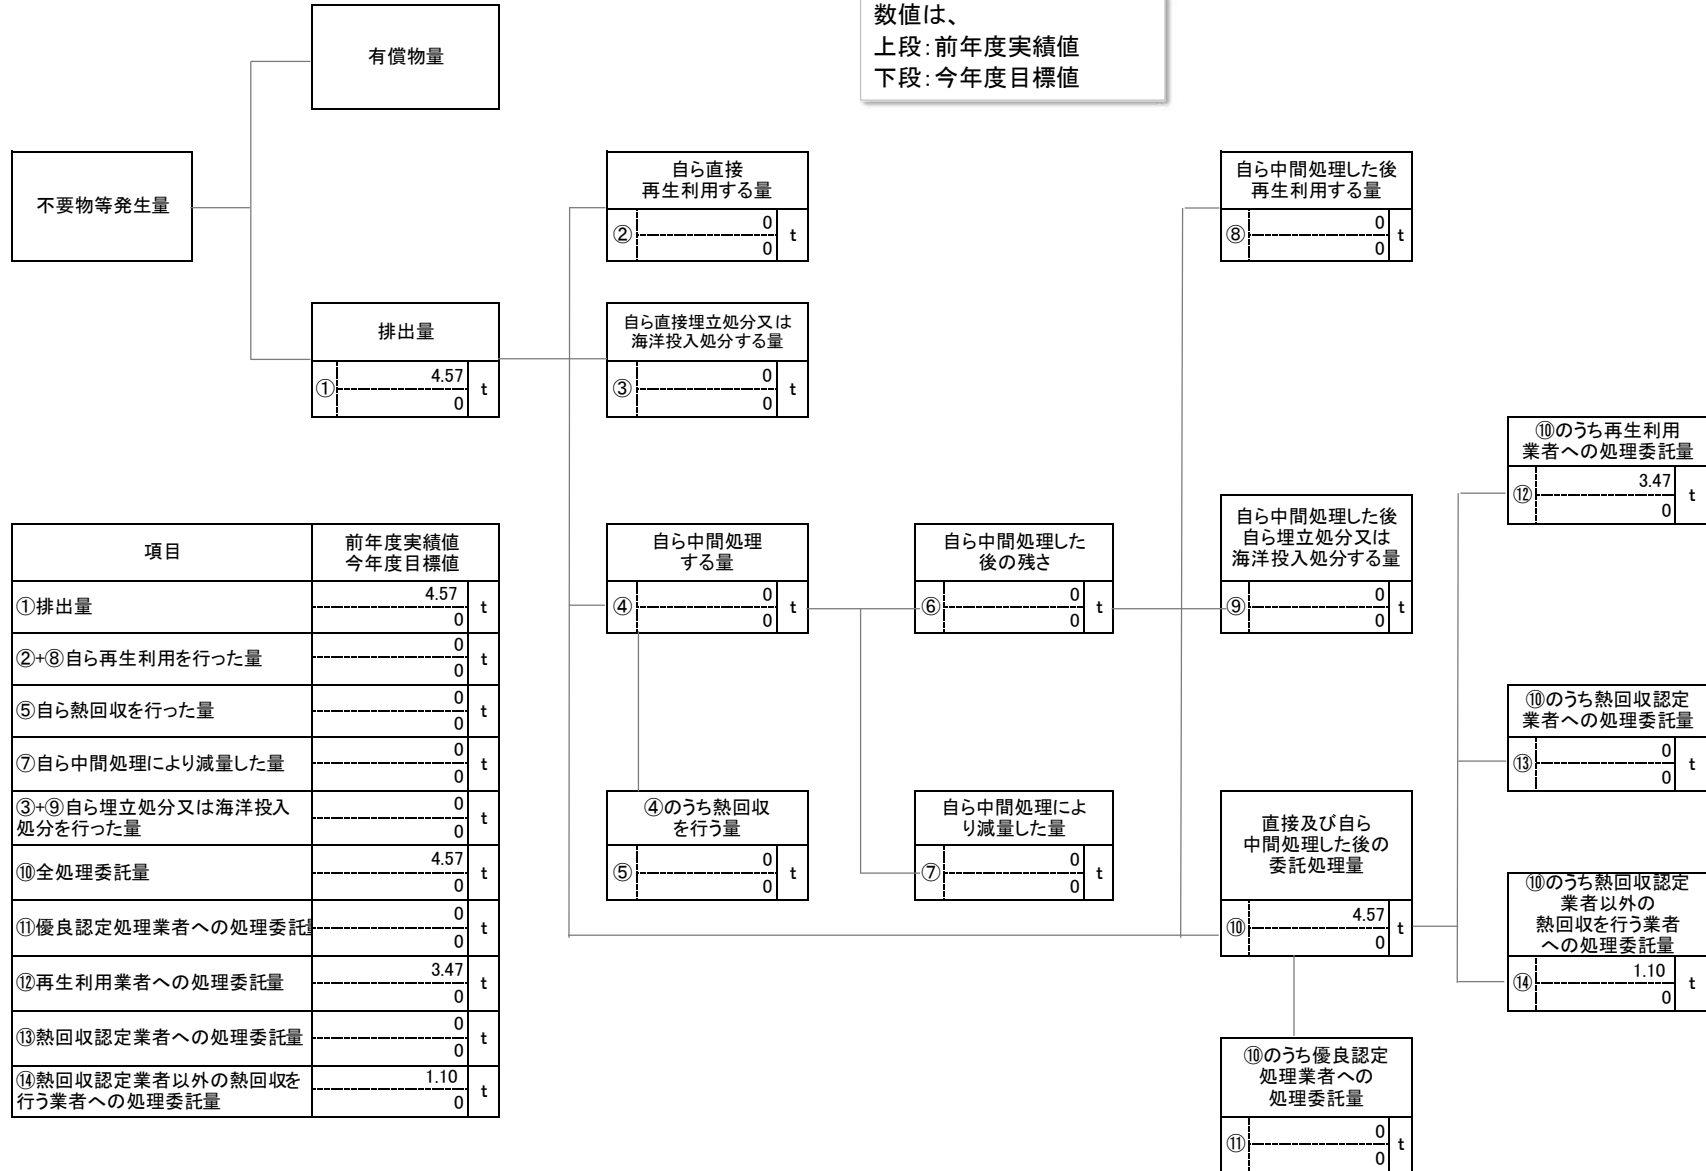 数値は、
上段：前年度実績値
下段：今年度目標値
有償物量
不要物等発生量
排出量
① 4.57 t
0
自ら直接
再生利用する量
② 0 t
0
自ら直接埋立処分又は
海洋投入処分する量
③ 0 t
0
自ら中間処理
する量
④ 0 t
0
④のうち熱回収
を行う量
⑤ 0 t
0
自ら中間処理した
後の残さ
⑥ 0 t
0
自ら中間処理によ
り減量した量
⑦ 0 t
0
自ら中間処理した後
再生利用する量
⑧ 0 t
0
自ら中間処理した後
自ら埋立処分又は
海洋投入処分する量
⑨ 0 t
0
直接及び自ら
中間処理した後の
委託処理量
⑩ 4.57 t
0
⑩のうち優良認定
処理業者への
処理委託量
⑪ 0 t
0
⑩のうち再生利用
業者への処理委託量
⑫ 3.47 t
0
⑩のうち熱回収認定
業者への処理委託量
⑬ 0 t
0
⑩のうち熱回収認定
業者以外の
熱回収を行う業者
への処理委託量
⑭ 1.10 t
0
項目 前年度実績値
今年度目標値
①排出量 4.57 t
0
②+⑧自ら再生利用を行った量 0 t
0
⑤自ら熱回収を行った量 0 t
0
⑦自ら中間処理により減量した量 0 t
0
③+⑨自ら埋立処分又は海洋投入
処分を行った量 0 t
0
⑩全処理委託量 4.57 t
0
⑪優良認定処理業者への処理委託量 0 t
0
⑫再生利用業者への処理委託量 3.47 t
0
⑬熱回収認定業者への処理委託量 0 t
0
⑭熱回収認定業者以外の熱回収を
行う業者への処理委託量 1.10 t
0